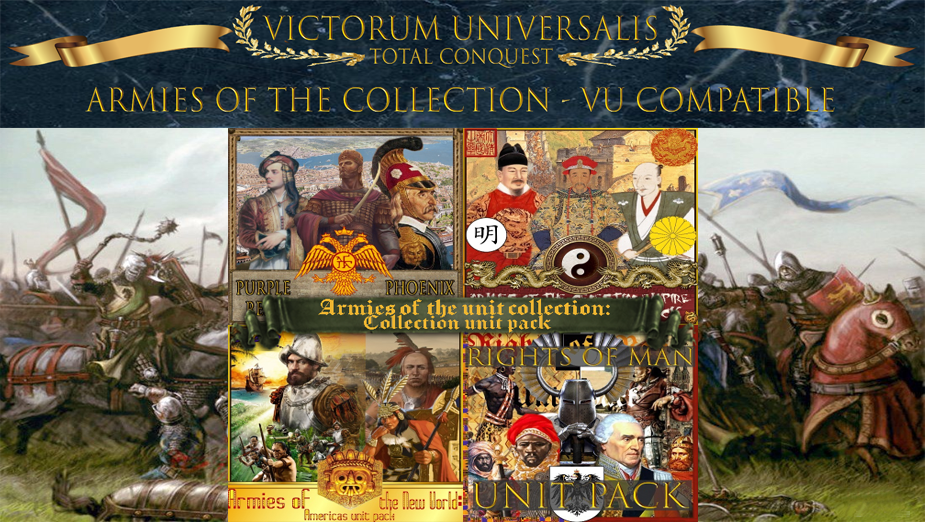 VICTORUM UNIVERSALIS
TOTAL CONQUEST
ARMIES OF THE COLLECTION - VU COMPATIBLE
明
PURPLE PHOENIX
Armies of the unit collection:
Collection unit pack
RIGHTS OF MAN
Armies of the New World:
Americas unit pack
UNIT PACK